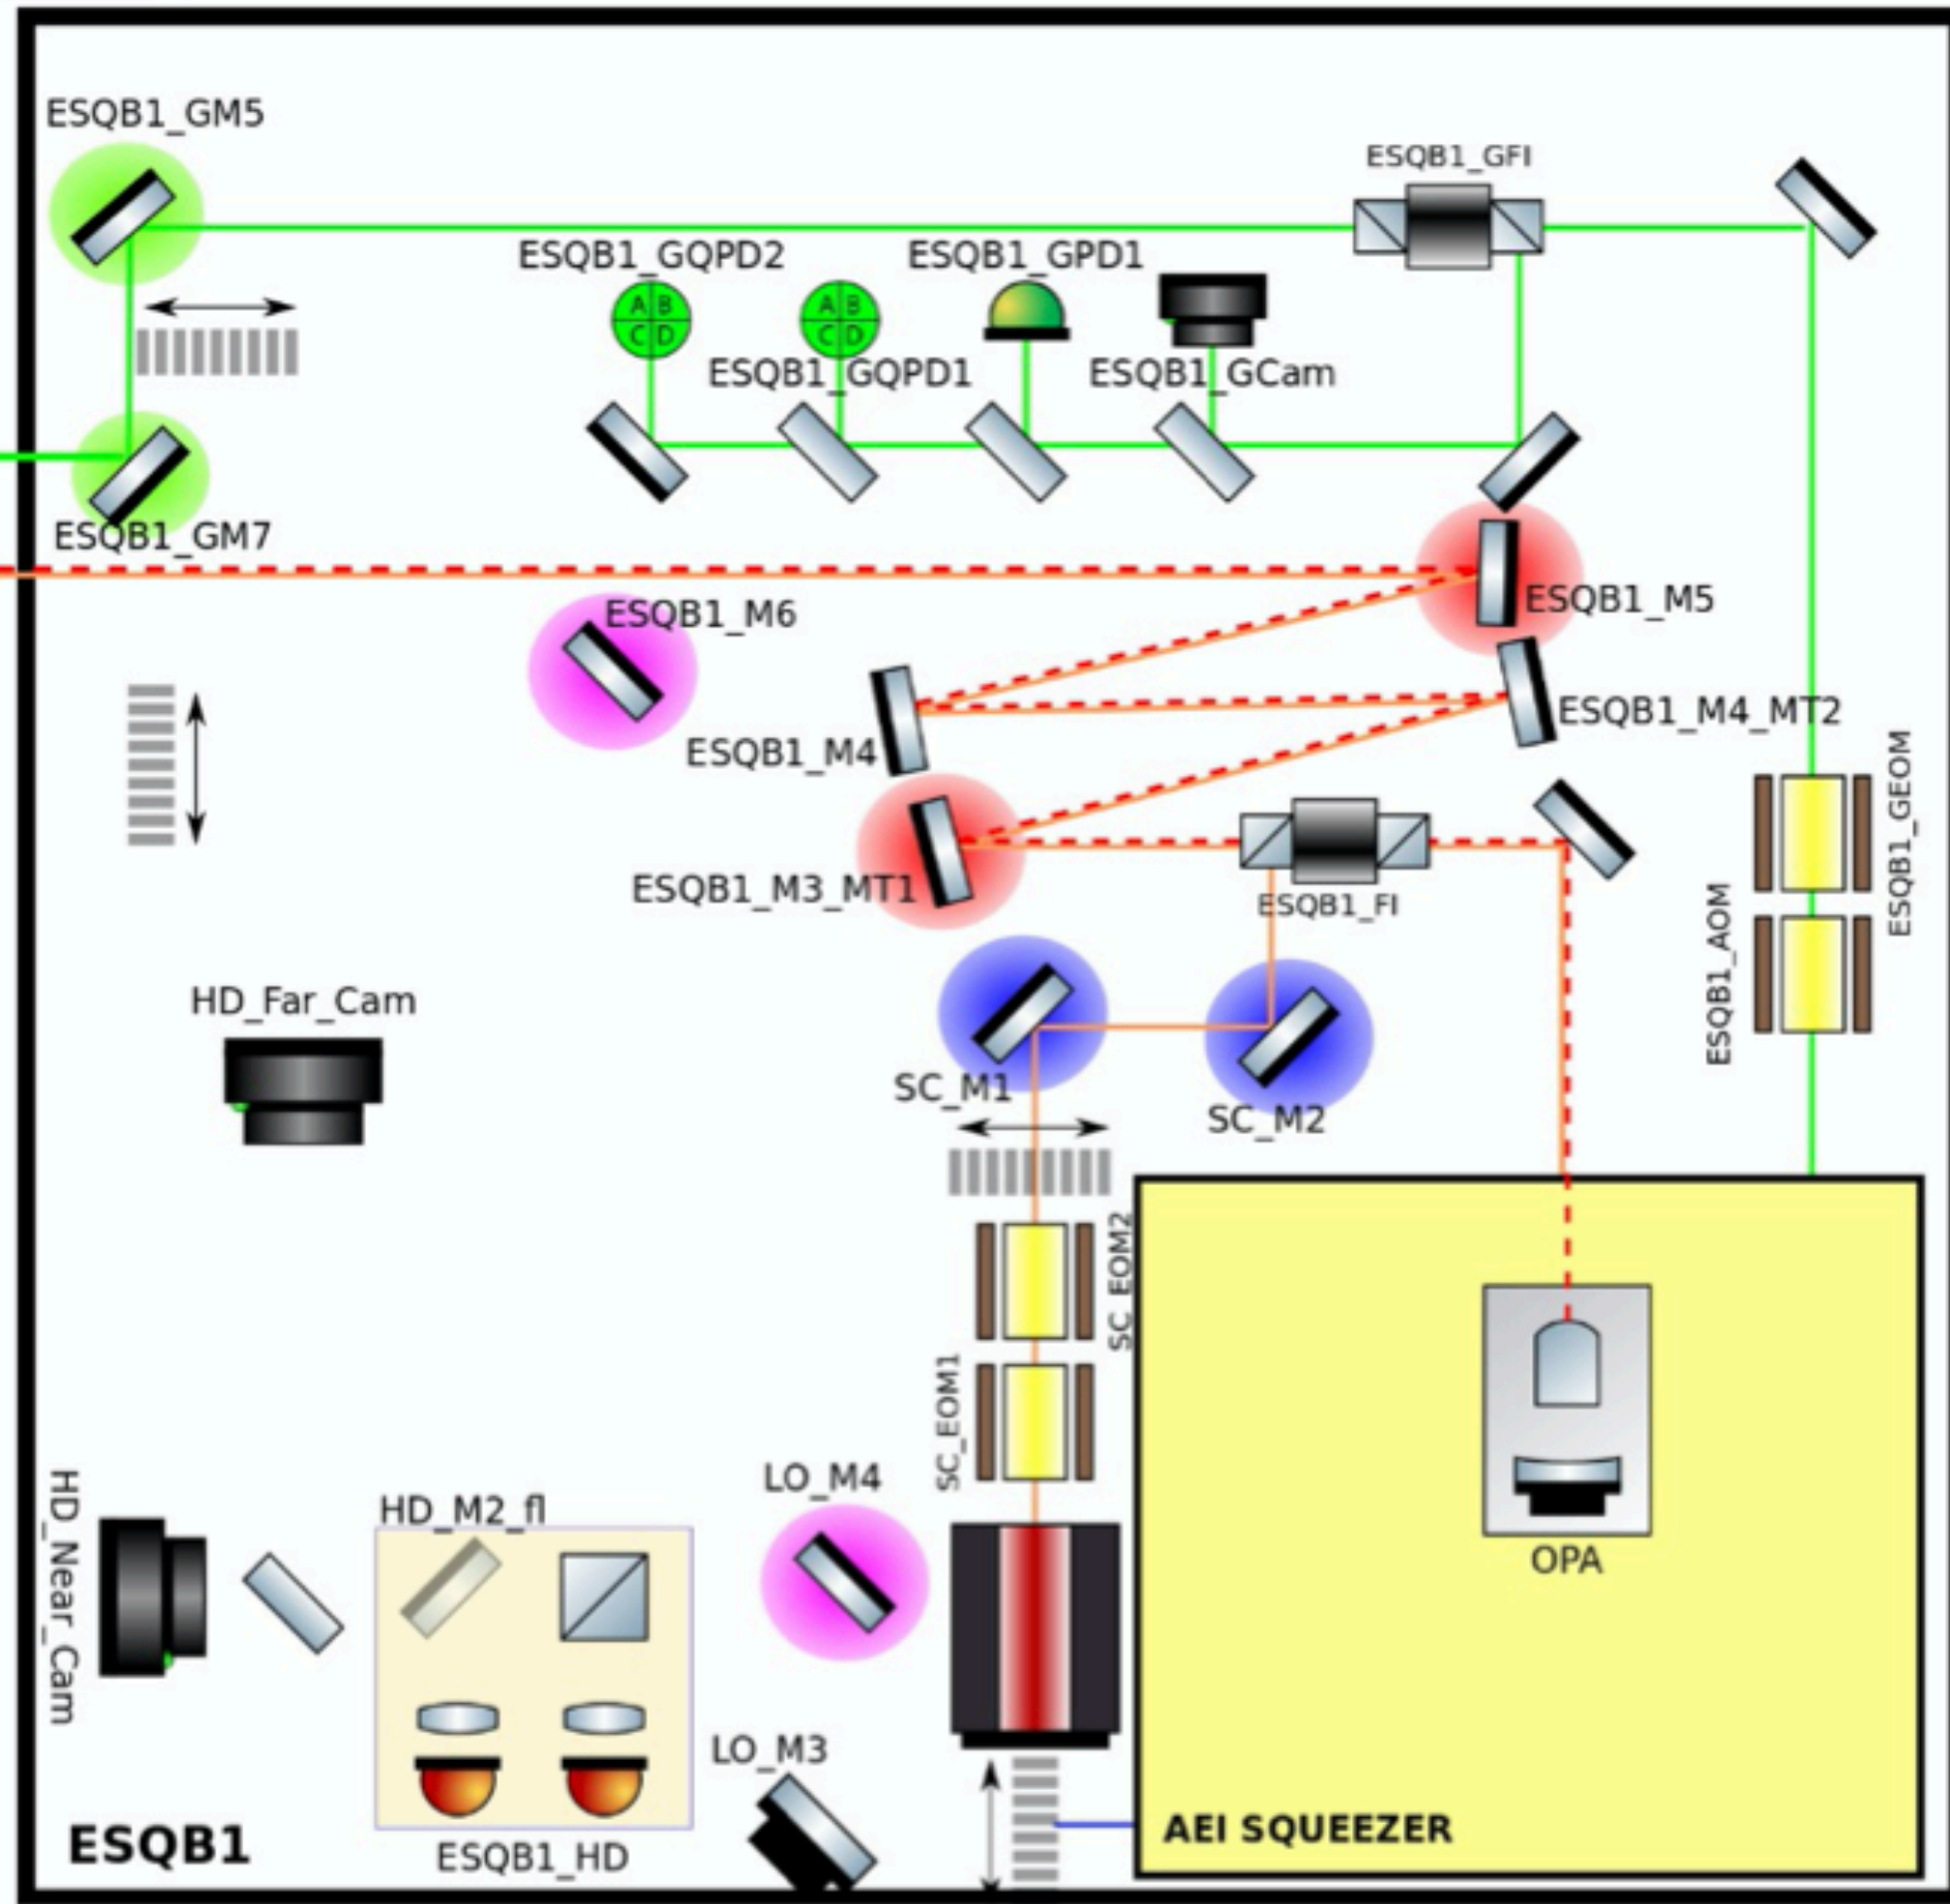 ESQB1_GM5
ESQB1_GFI
ESQB1_GQPD2
ESQB1_GPD1
A B
C D
A B
C D
ESQB1_GQPD1
ESQB1_GCam
ESQB1_GM7
ESQB1_M5
ESQB1_M6
ESQB1_M4_MT2
ESQB1_M4
ESQB1_GEOM
ESQB1_M3_MT1
ESQB1_FI
ESQB1_AOM
HD_Far_Cam
SC_M1
SC_M2
SC_EOM2
SC_EOM1
LO_M4
HD_Near_Cam
HD_M2_fl
OPA
LO_M3
AEI SQUEEZER
ESQB1
ESQB1_HD